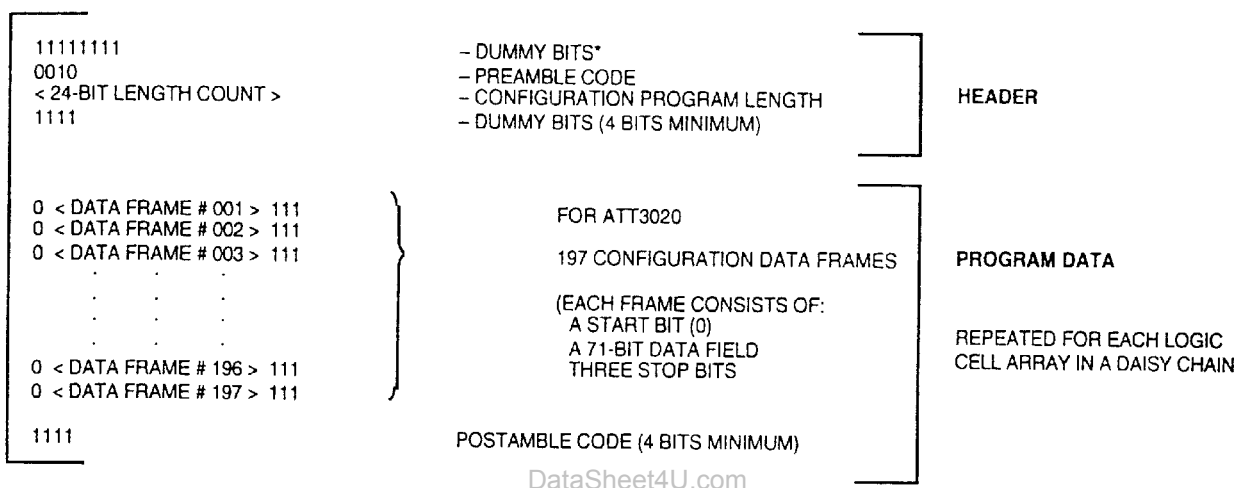 11111111 – DUMMY BITS*
0010 – PREAMBLE CODE
< 24-BIT LENGTH COUNT > – CONFIGURATION PROGRAM LENGTH
1111 – DUMMY BITS (4 BITS MINIMUM)
HEADER
0 < DATA FRAME # 001 > 111
0 < DATA FRAME # 002 > 111
0 < DATA FRAME # 003 > 111
. . .
. . .
. . .
. . .
0 < DATA FRAME # 196 > 111
0 < DATA FRAME # 197 > 111
FOR ATT3020
197 CONFIGURATION DATA FRAMES
(EACH FRAME CONSISTS OF:
A START BIT (0)
A 71-BIT DATA FIELD
THREE STOP BITS
PROGRAM DATA
REPEATED FOR EACH LOGIC
CELL ARRAY IN A DAISY CHAIN
1111 POSTAMBLE CODE (4 BITS MINIMUM)
DataSheet4U.com